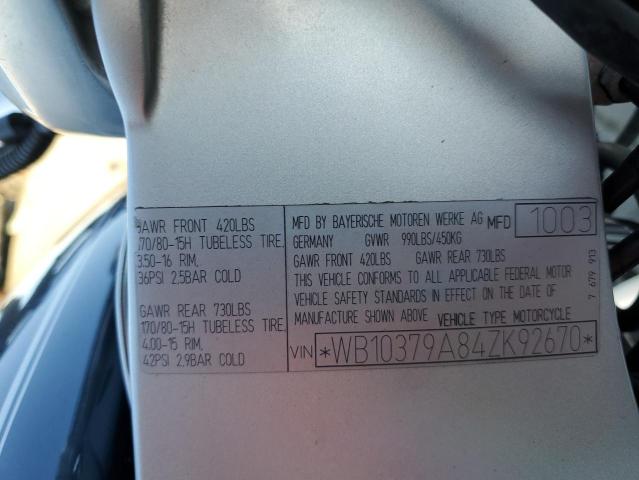 GAWR FRONT 420LBS
170/80-15H TUBELESS TIRE,
3.50-16 RIM,
36PSI 2,5BAR COLD
GAWR REAR 730LBS
170/80-15H TUBELESS TIRE,
4.00-15 RIM,
42PSI 2,9BAR COLD
MFD BY BAYERISCHE MOTOREN WERKE AG MFD 1003
GERMANY GVWR 990LBS/450KG
GAWR FRONT 420LBS GAWR REAR 730LBS
THIS VEHICLE CONFORMS TO ALL APPLICABLE FEDERAL MOTOR
VEHICLE SAFETY STANDARDS IN EFFECT ON THE DATE OF
MANUFACTURE SHOWN ABOVE VEHICLE TYPE MOTORCYCLE
VIN *WB10379A84ZK92670*
7 679 913